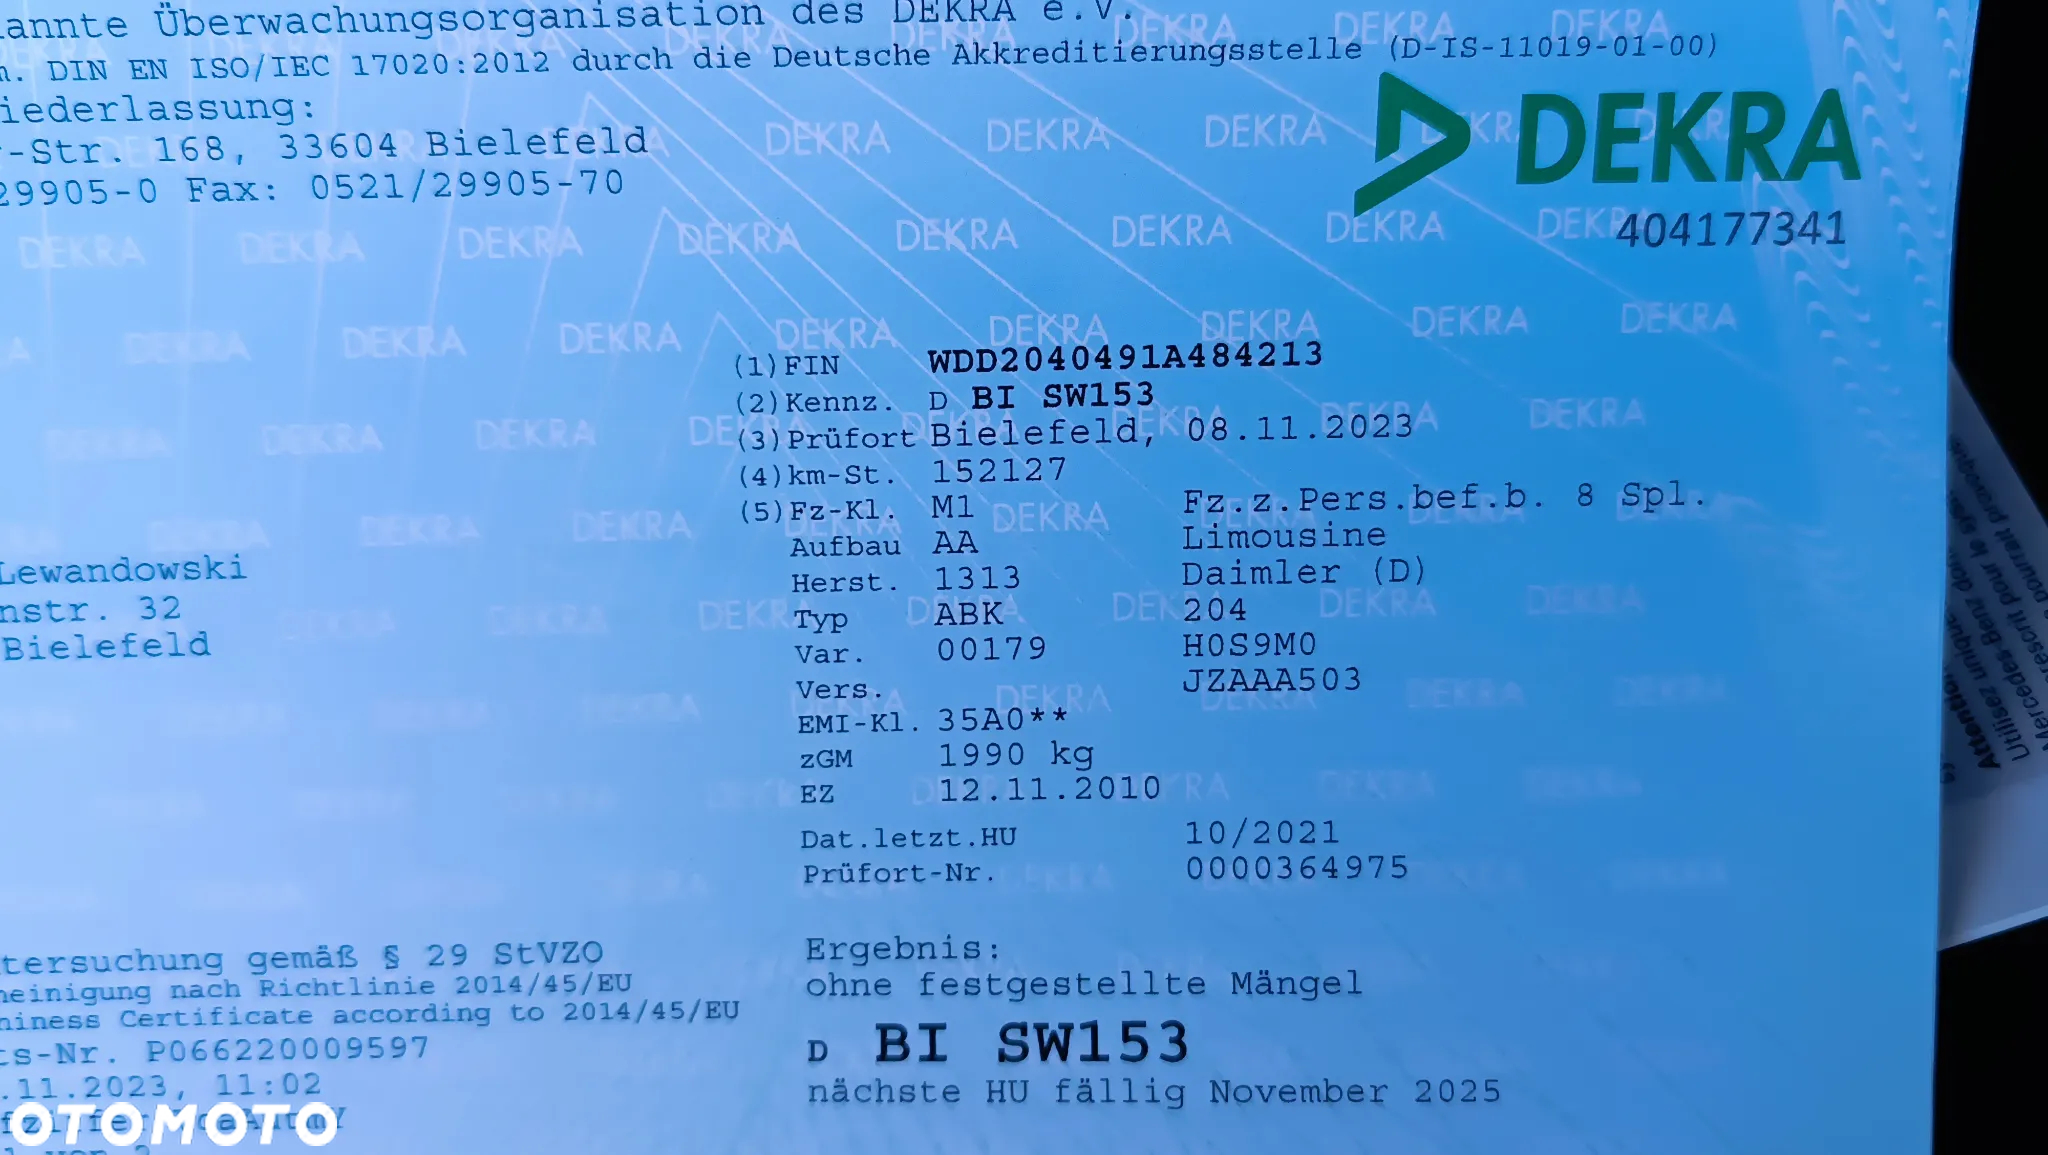 annte Überwachungsorganisation des DEKRA e.V.
n. DIN EN ISO/IEC 17020:2012 durch die Deutsche Akkreditierungsstelle (D-IS-11019-01-00)
iederlassung:
-Str. 168, 33604 Bielefeld
29905-0 Fax: 0521/29905-70
DEKRA
404177341
(1)FIN WDD2040491A484213
(2)Kennz. D BI SW153
(3)Prüfort Bielefeld, 08.11.2023
(4)km-St. 152127
(5)Fz-Kl. M1 Fz.z.Pers.bef.b. 8 Spl.
Aufbau AA Limousine
Herst. 1313 Daimler (D)
Typ ABK 204
Var. 00179 H0S9M0
Vers. JZAAA503
EMI-Kl. 35A0**
zGM 1990 kg
EZ 12.11.2010
Dat.letzt.HU 10/2021
Prüfort-Nr. 0000364975
Lewandowski
nstr. 32
Bielefeld
tersuchung gemäß § 29 StVZO
heinigung nach Richtlinie 2014/45/EU
hiness Certificate according to 2014/45/EU
ts-Nr. P066220009597
.11.2023, 11:02
Ergebnis:
ohne festgestellte Mängel
D BI SW153
nächste HU fällig November 2025
OTOMOTO